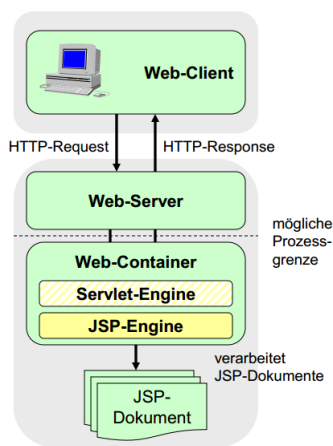 Web-Client
HTTP-Request
HTTP-Response
Web-Server
mögliche
Prozess-
grenze
Web-Container
Servlet-Engine
JSP-Engine
verarbeitet
JSP-Dokumente
JSP-
Dokument